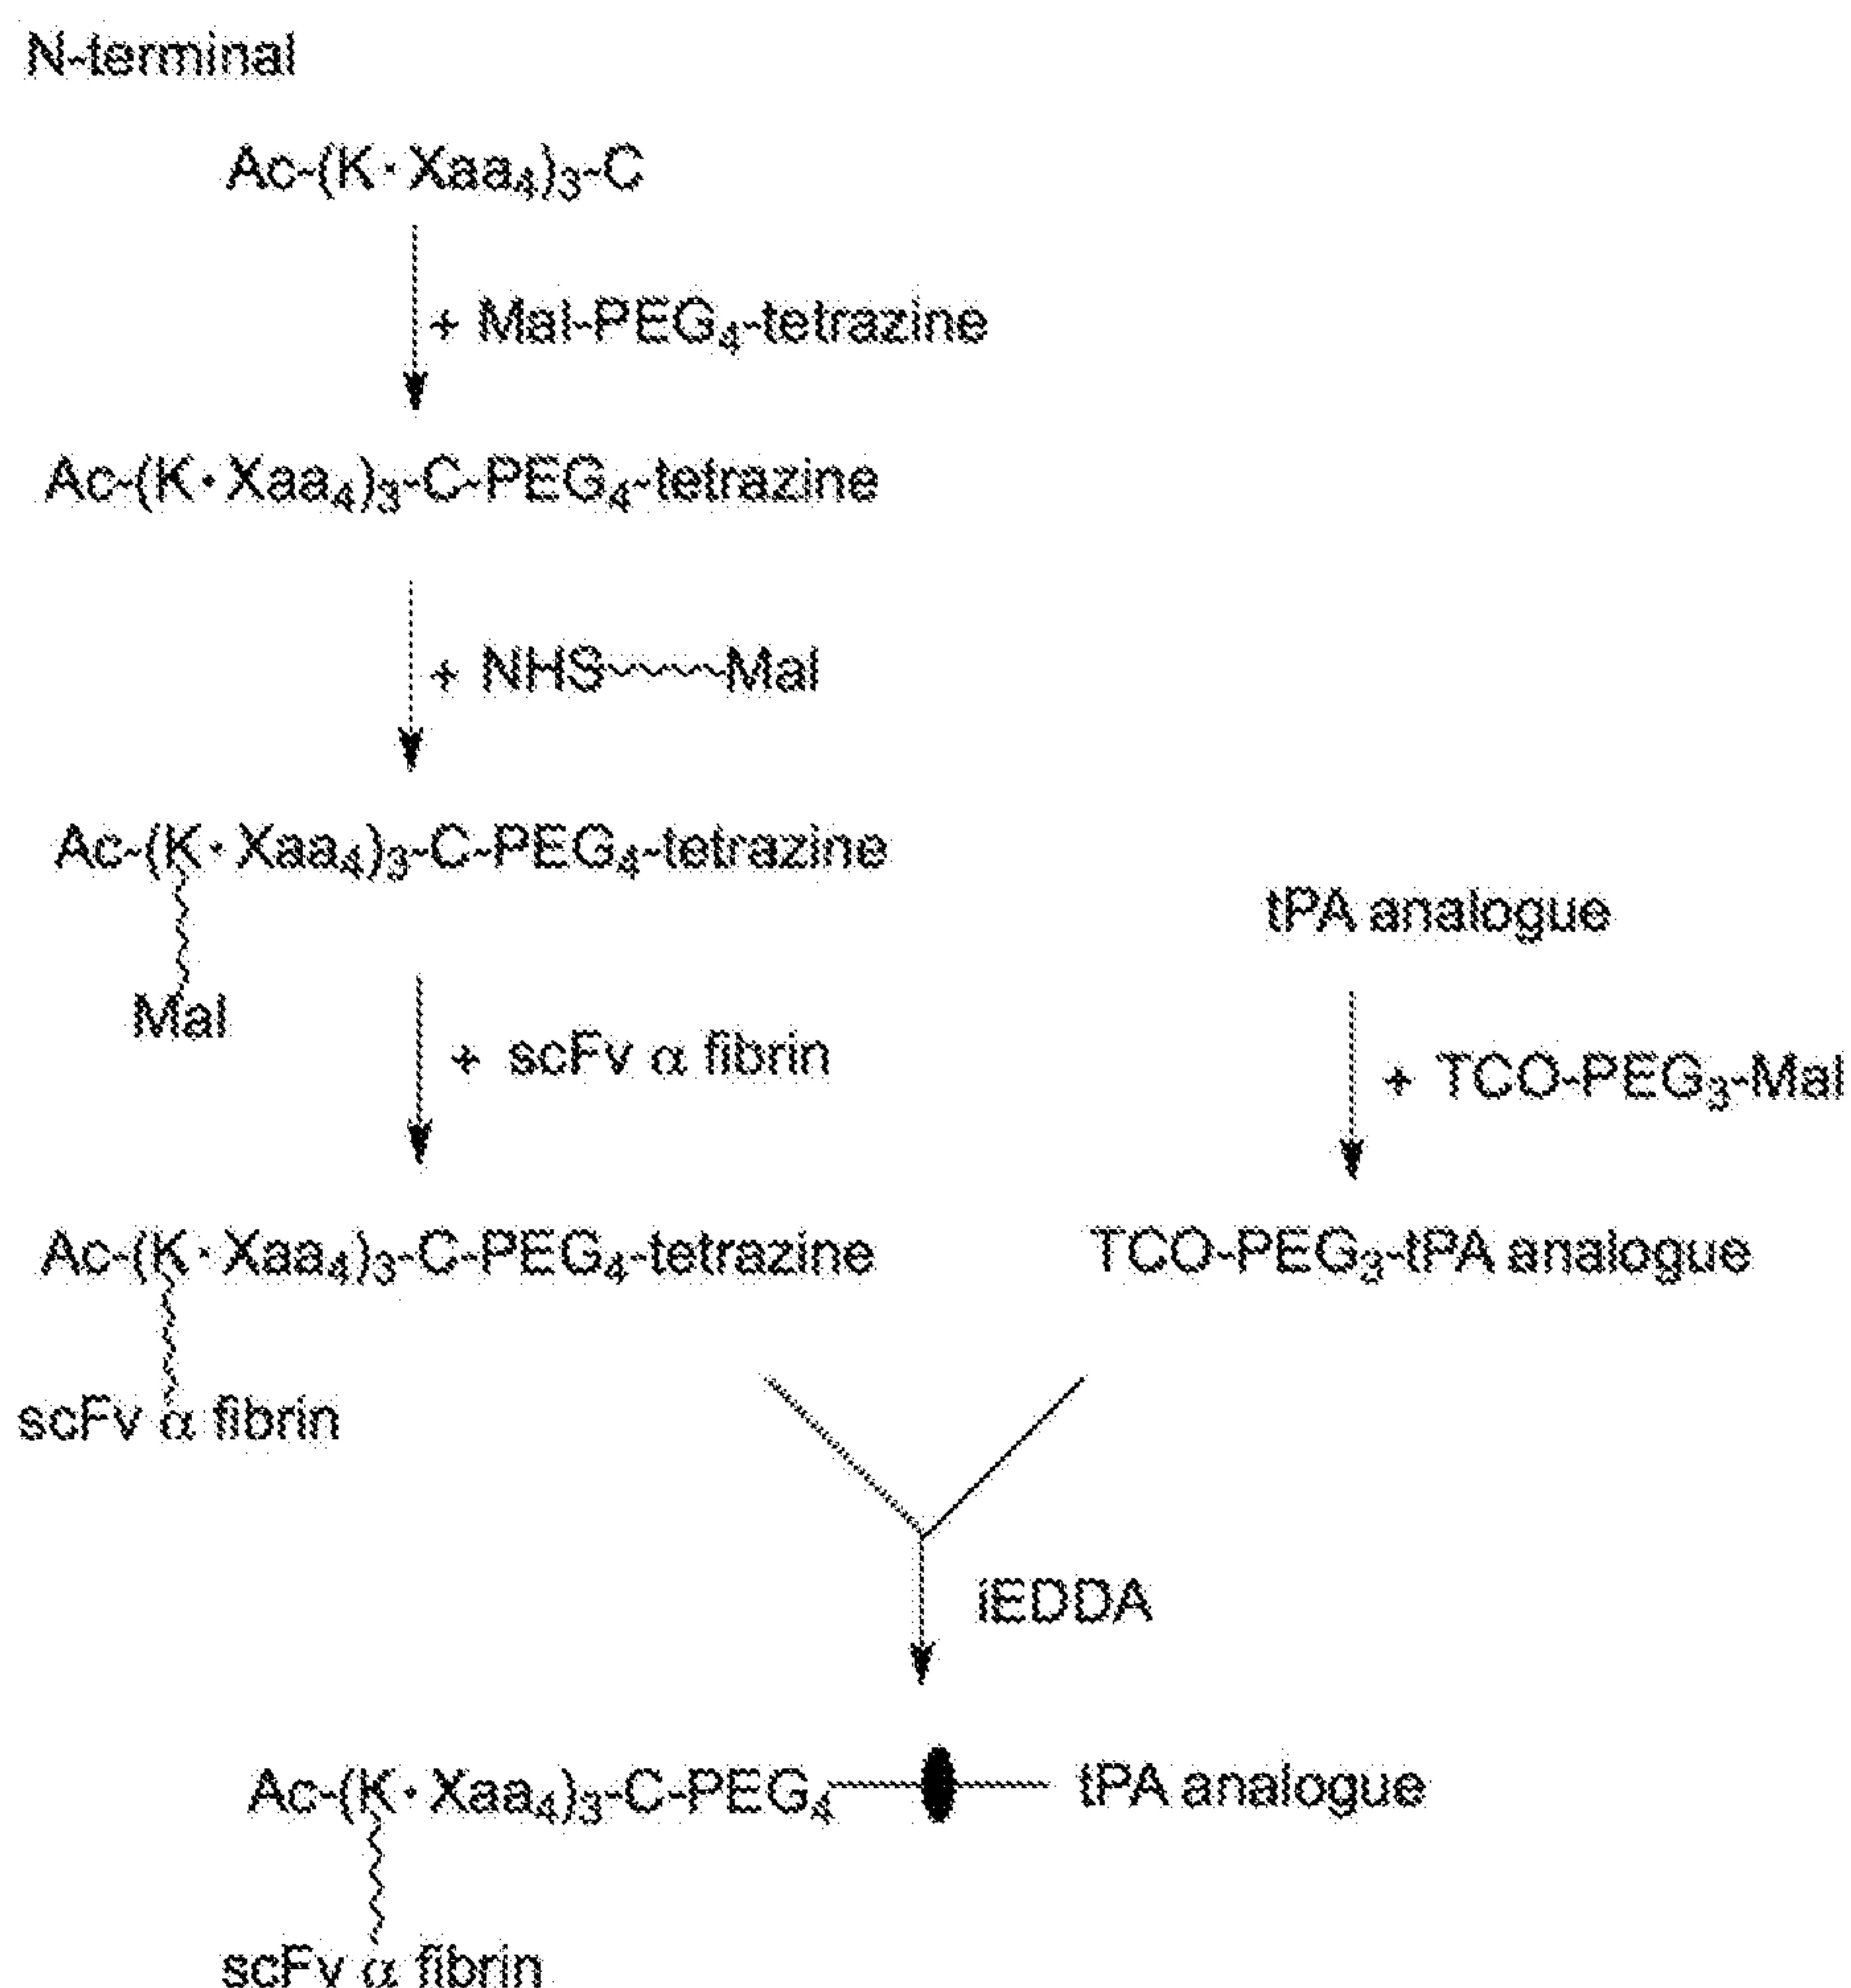 N-terminal
Ac-(K·Xaa₄)₃-C
+ Mal-PEG₄-tetrazine
Ac-(K·Xaa₄)₃-C-PEG₄-tetrazine
+ NHS~~~~Mal
Ac-(K·Xaa₄)₃-C-PEG₄-tetrazine
Mal
+ scFv α fibrin
Ac-(K·Xaa₄)₃-C-PEG₄-tetrazine
scFv α fibrin
tPA analogue
+ TCO-PEG₃-Mal
TCO-PEG₃-tPA analogue
iEDDA
Ac-(K·Xaa₄)₃-C-PEG₄ tPA analogue
scFv α fibrin